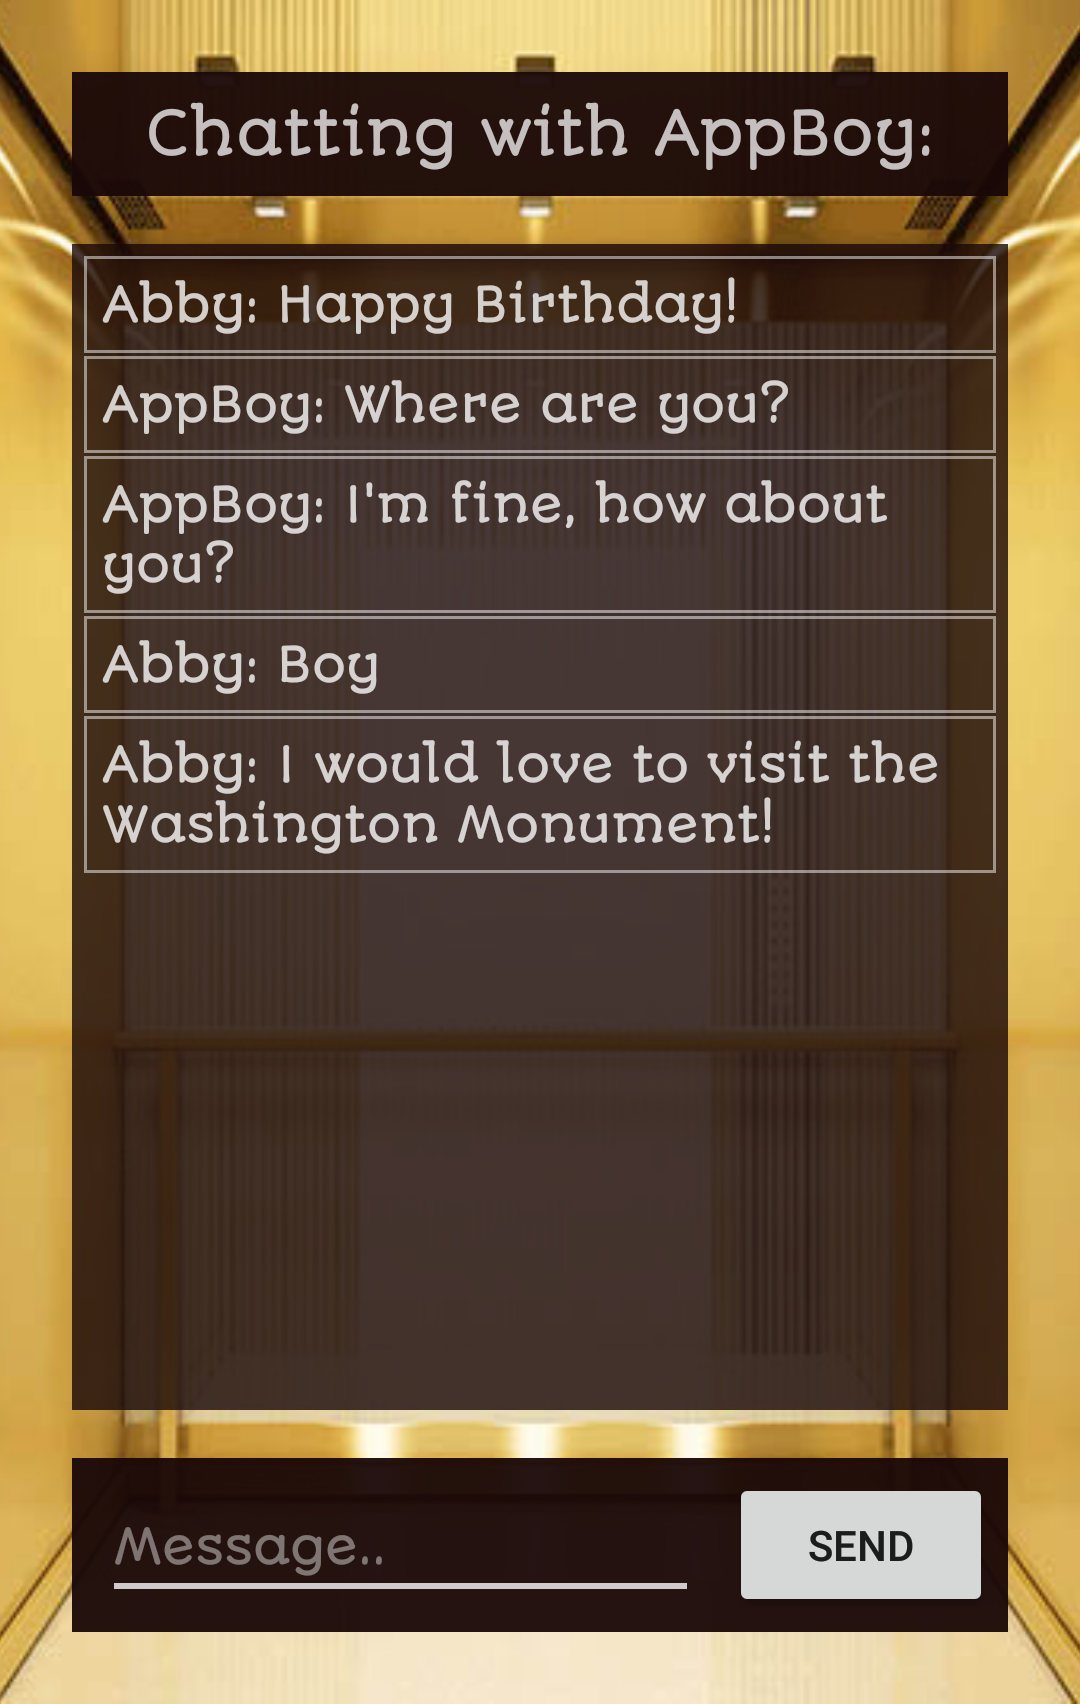 Chatting with AppBoy:
Abby: Happy Birthday!
AppBoy: Where are you?
AppBoy: I'm fine, how about
you?
Abby: Boy
Abby: I would love to visit the
Washington Monument!
Message..
SEND